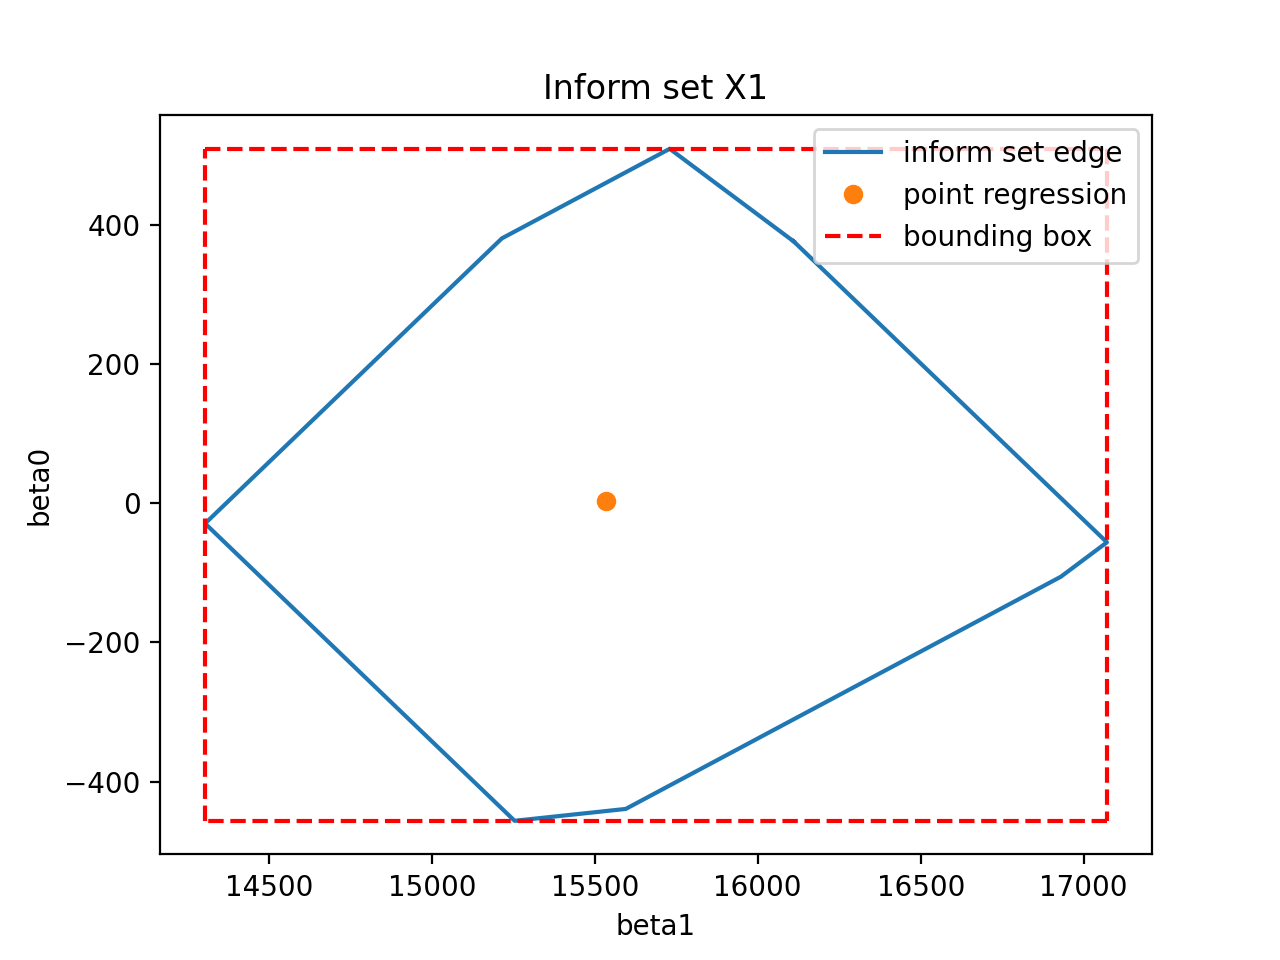 Inform set X1
inform set edge
point regression
bounding box
400
200
0
−200
−400
beta0
14500 15000 15500 16000 16500 17000
beta1